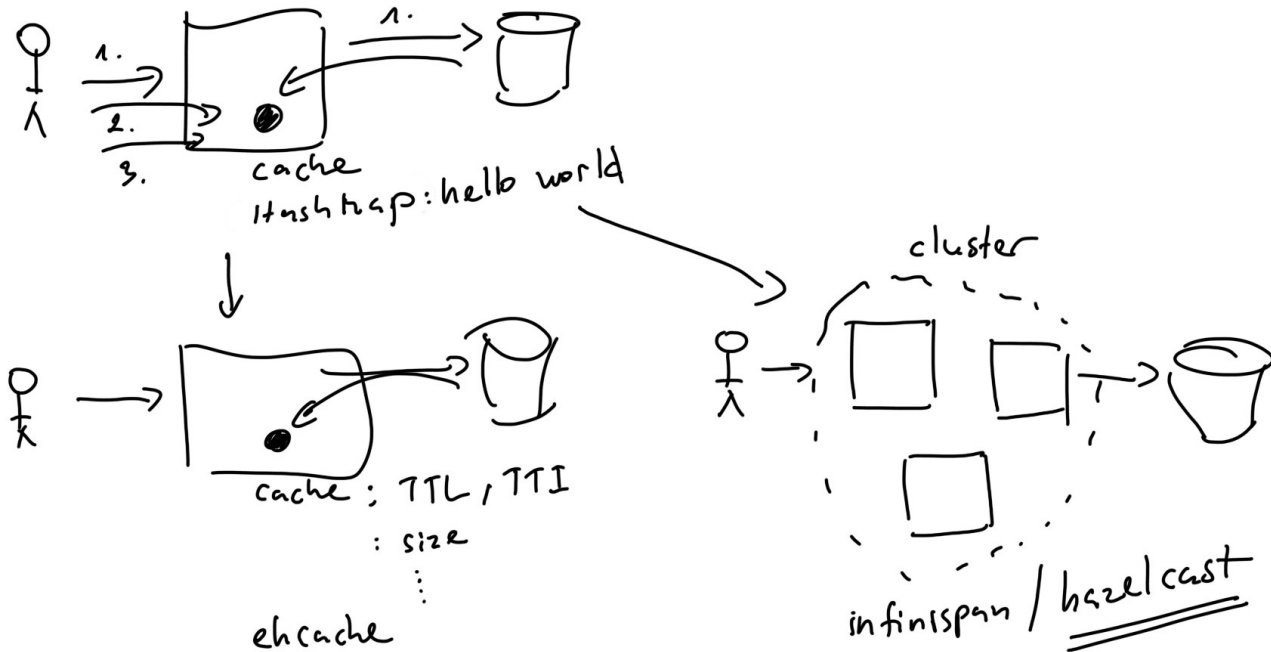 1.
1.
2.
3.
cache
Hashmap: hello world
cluster
cache : TTL, TTI
: size
ehcache
infinispan / hazelcast